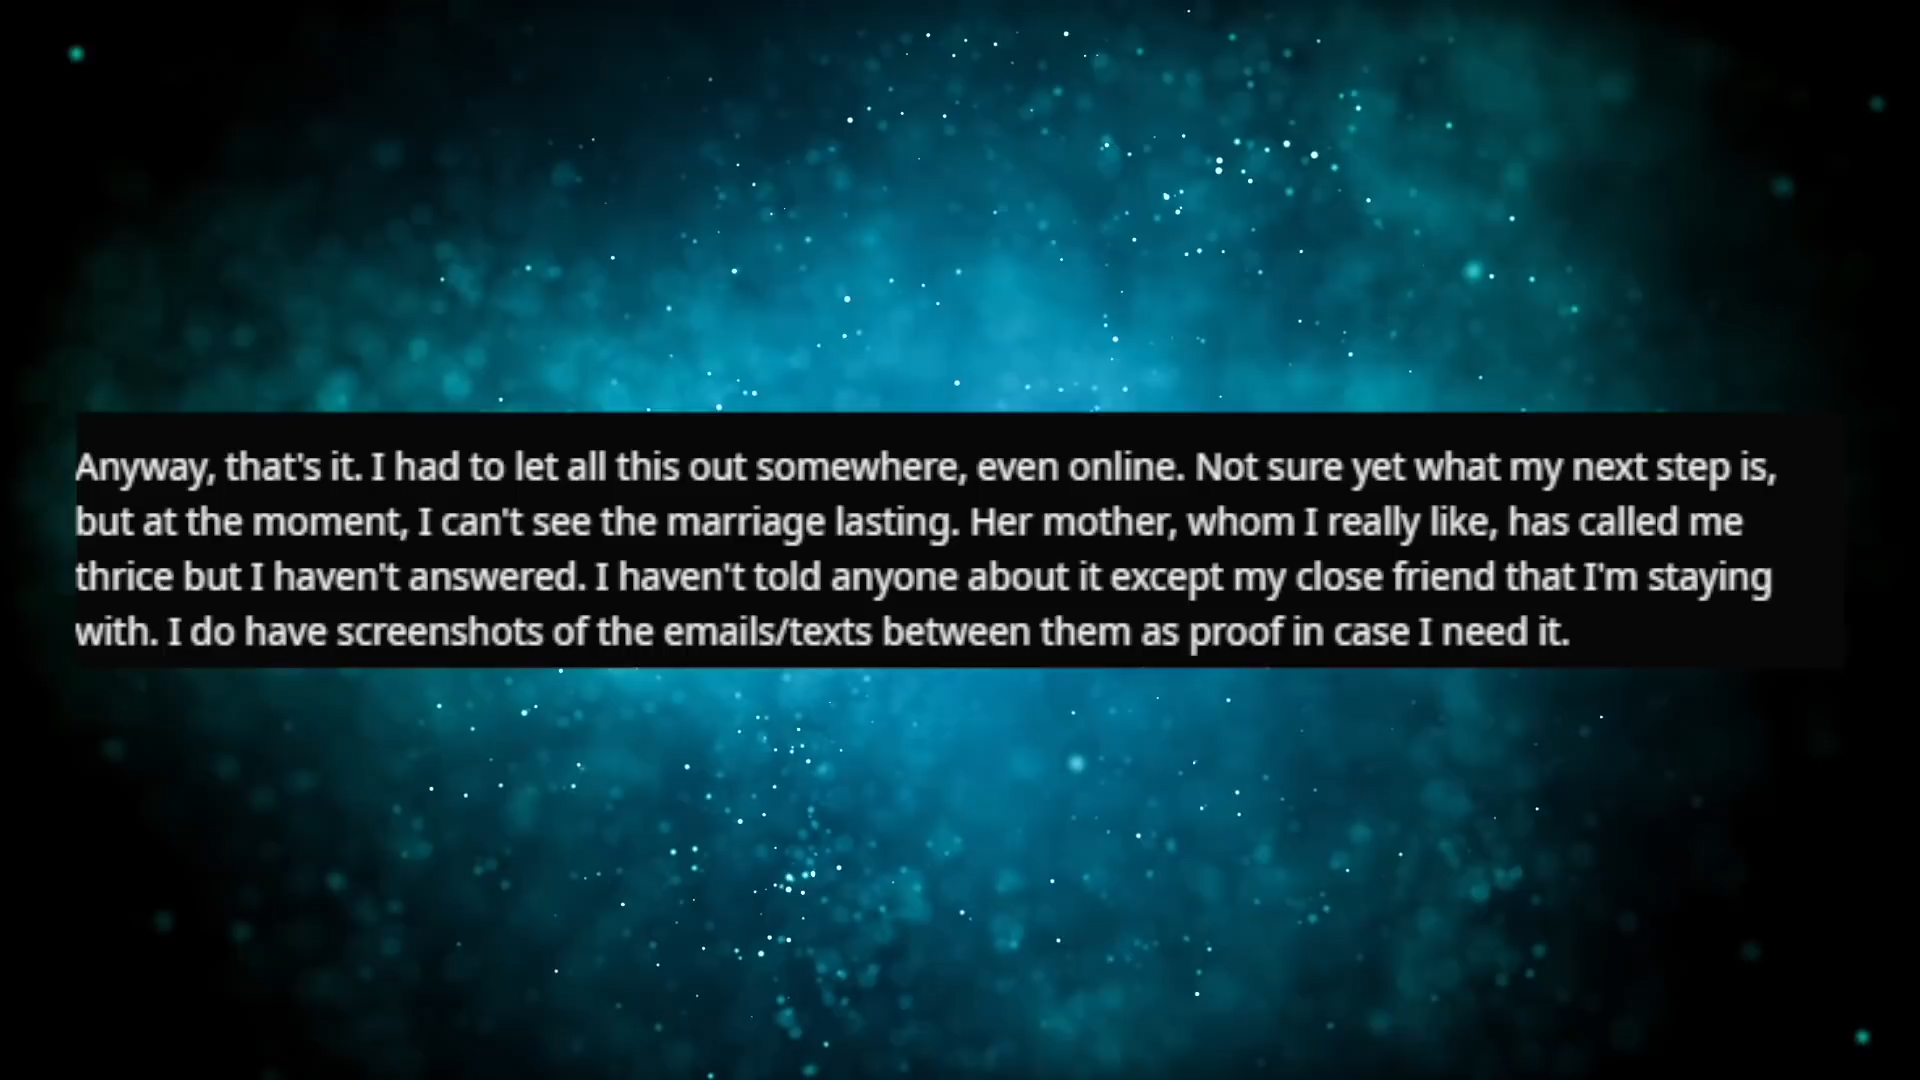 Anyway, that's it. I had to let all this out somewhere, even online. Not sure yet what my next step is,
but at the moment, I can't see the marriage lasting. Her mother, whom I really like, has called me
thrice but I haven't answered. I haven't told anyone about it except my close friend that I'm staying
with. I do have screenshots of the emails/texts between them as proof in case I need it.